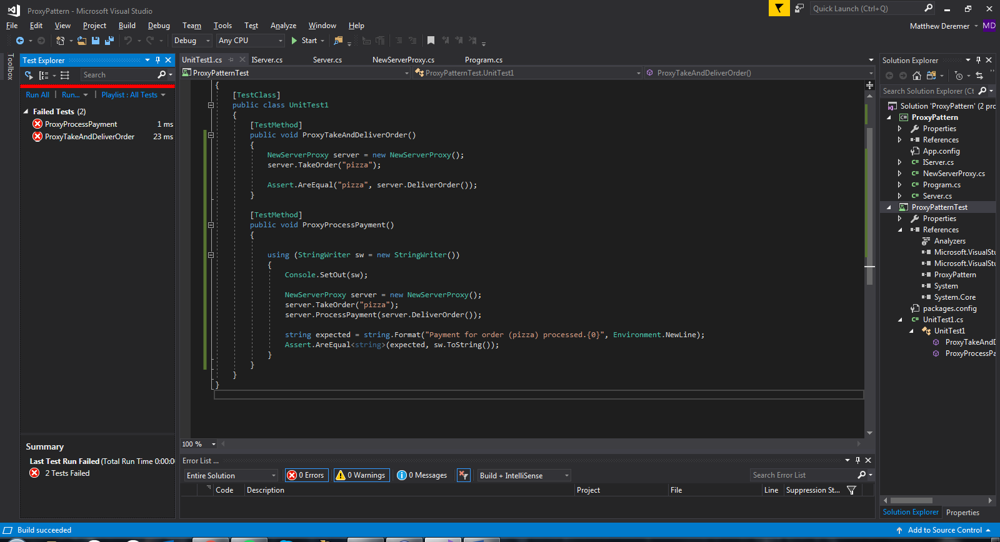 ProxyPattern - Microsoft Visual Studio
Quick Launch (Ctrl+Q)
File Edit View Project Build Debug Team Tools Test Analyze Window Help
Matthew Deremer MD
Debug Any CPU Start
Toolbox
Test Explorer
Search
Run All | Run... | Playlist : All Tests
Failed Tests (2)
ProxyProcessPayment 1 ms
ProxyTakeAndDeliverOrder 23 ms
Summary
Last Test Run Failed (Total Run Time 0:00:0
2 Tests Failed
UnitTest1.cs IServer.cs Server.cs NewServerProxy.cs Program.cs
ProxyPatternTest ProxyPatternTest.UnitTest1 ProxyTakeAndDeliverOrder()
{
[TestClass]
public class UnitTest1
{
[TestMethod]
public void ProxyTakeAndDeliverOrder()
{
NewServerProxy server = new NewServerProxy();
server.TakeOrder("pizza");
Assert.AreEqual("pizza", server.DeliverOrder());
}
[TestMethod]
public void ProxyProcessPayment()
{
using (StringWriter sw = new StringWriter())
{
Console.SetOut(sw);
NewServerProxy server = new NewServerProxy();
server.TakeOrder("pizza");
server.ProcessPayment(server.DeliverOrder());
string expected = string.Format("Payment for order (pizza) processed.{0}", Environment.NewLine);
Assert.AreEqual<string>(expected, sw.ToString());
}
}
}
}
100 %
Error List ...
Entire Solution 0 Errors 0 Warnings 0 Messages Build + IntelliSense Search Error List
Code Description Project File Line Suppression St...
Solution Explorer
Search Solution Explorer (Ct
Solution 'ProxyPattern' (2 pro
C# ProxyPattern
Properties
References
App.config
C# IServer.cs
C# NewServerProxy.cs
C# Program.cs
C# Server.cs
ProxyPatternTest
Properties
References
Analyzers
Microsoft.VisualStu
Microsoft.VisualStu
ProxyPattern
System
System.Core
packages.config
C# UnitTest1.cs
UnitTest1
ProxyTakeAndD
ProxyProcessPa
Solution Explorer Properties
Build succeeded
Add to Source Control